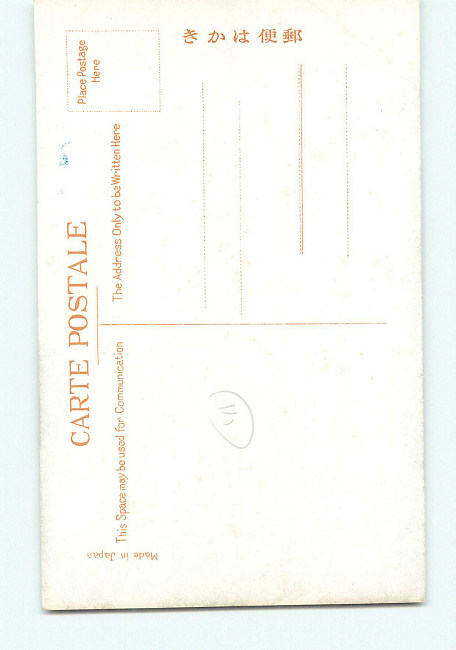 郵便はかき
CARTE POSTALE
Place Postage
Here
The Address Only to be Written Here
This Space may be used for Communication
Made in Japan